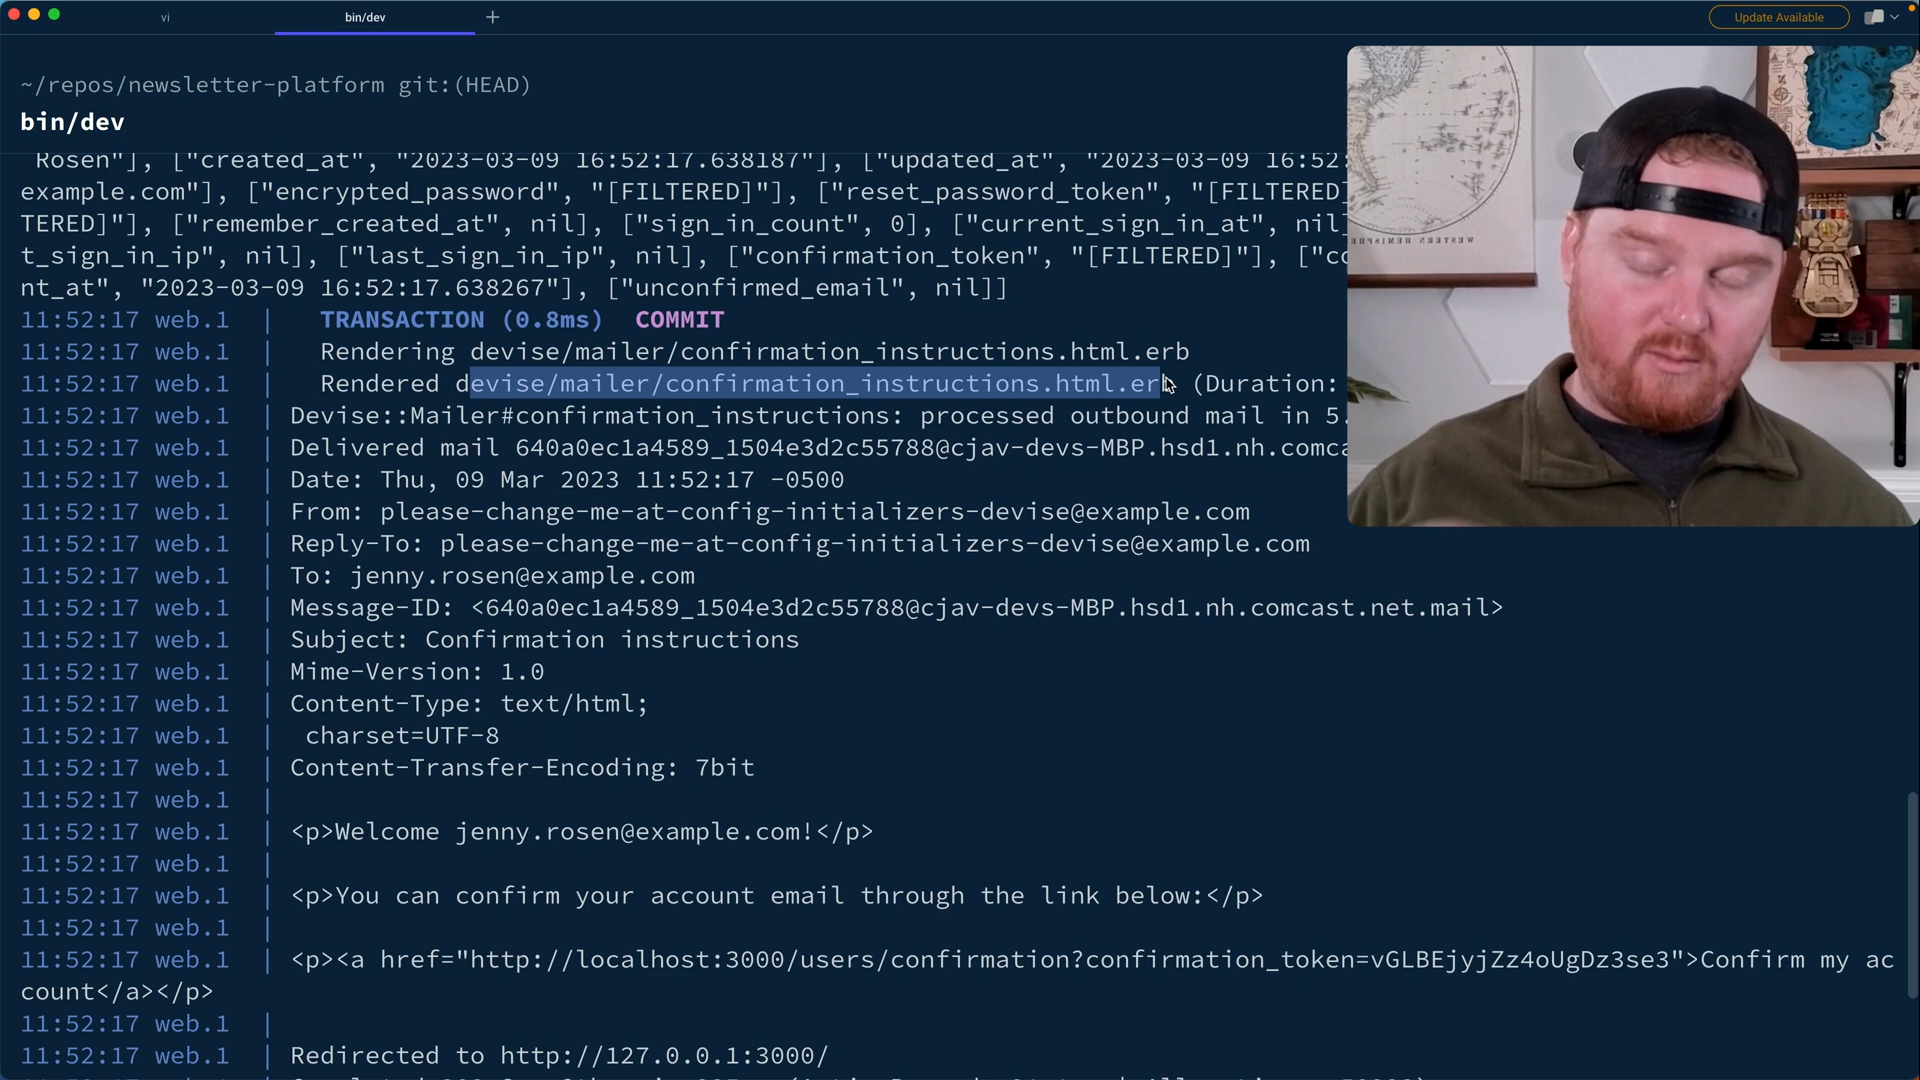 vi
bin/dev
Update Available
~/repos/newsletter-platform git:(HEAD)
bin/dev
Rosen"], ["created_at", "2023-03-09 16:52:17.638187"], ["updated_at", "2023-03-09 16:52:
example.com"], ["encrypted_password", "[FILTERED]"], ["reset_password_token", "[FILTERED]
TERED]"], ["remember_created_at", nil], ["sign_in_count", 0], ["current_sign_in_at", nil]
t_sign_in_ip", nil], ["last_sign_in_ip", nil], ["confirmation_token", "[FILTERED]"], ["co
nt_at", "2023-03-09 16:52:17.638267"], ["unconfirmed_email", nil]]
WESTERN HEMISPHERE
11:52:17 web.1 | TRANSACTION (0.8ms) COMMIT
11:52:17 web.1 | Rendering devise/mailer/confirmation_instructions.html.erb
11:52:17 web.1 | Rendered devise/mailer/confirmation_instructions.html.erb (Duration:
11:52:17 web.1 | Devise::Mailer#confirmation_instructions: processed outbound mail in 5.
11:52:17 web.1 | Delivered mail 640a0ec1a4589_1504e3d2c55788@cjav-devs-MBP.hsd1.nh.comca
11:52:17 web.1 | Date: Thu, 09 Mar 2023 11:52:17 -0500
11:52:17 web.1 | From: please-change-me-at-config-initializers-devise@example.com
11:52:17 web.1 | Reply-To: please-change-me-at-config-initializers-devise@example.com
11:52:17 web.1 | To: jenny.rosen@example.com
11:52:17 web.1 | Message-ID: <640a0ec1a4589_1504e3d2c55788@cjav-devs-MBP.hsd1.nh.comcast.net.mail>
11:52:17 web.1 | Subject: Confirmation instructions
11:52:17 web.1 | Mime-Version: 1.0
11:52:17 web.1 | Content-Type: text/html;
11:52:17 web.1 | charset=UTF-8
11:52:17 web.1 | Content-Transfer-Encoding: 7bit
11:52:17 web.1 |
11:52:17 web.1 | <p>Welcome jenny.rosen@example.com!</p>
11:52:17 web.1 |
11:52:17 web.1 | <p>You can confirm your account email through the link below:</p>
11:52:17 web.1 |
11:52:17 web.1 | <p><a href="http://localhost:3000/users/confirmation?confirmation_token=vGLBEjyjZz4oUgDz3se3">Confirm my ac
count</a></p>
11:52:17 web.1 |
11:52:17 web.1 | Redirected to http://127.0.0.1:3000/